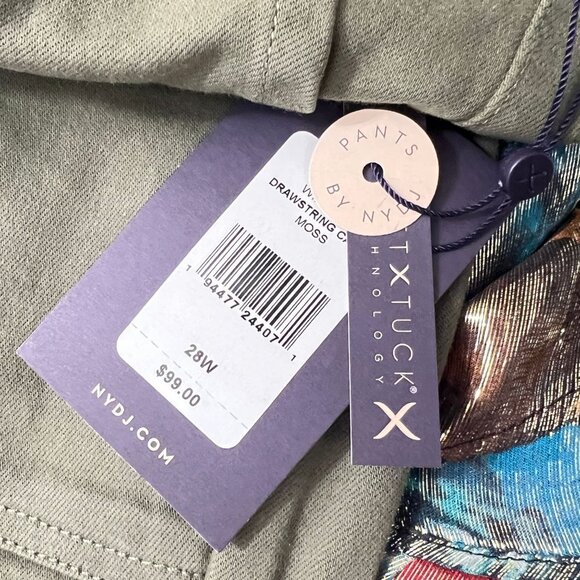 DRAWSTRING CA
MOSS
1 94477 24407 1
28W
$99.00
NYDJ.COM
PANTS
BY NYDJ
TXTUCK®
HNOLOGY
X